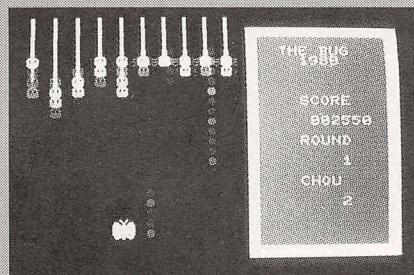 THE BUG
1988
SCORE
002550
ROUND
1
CHOU
2